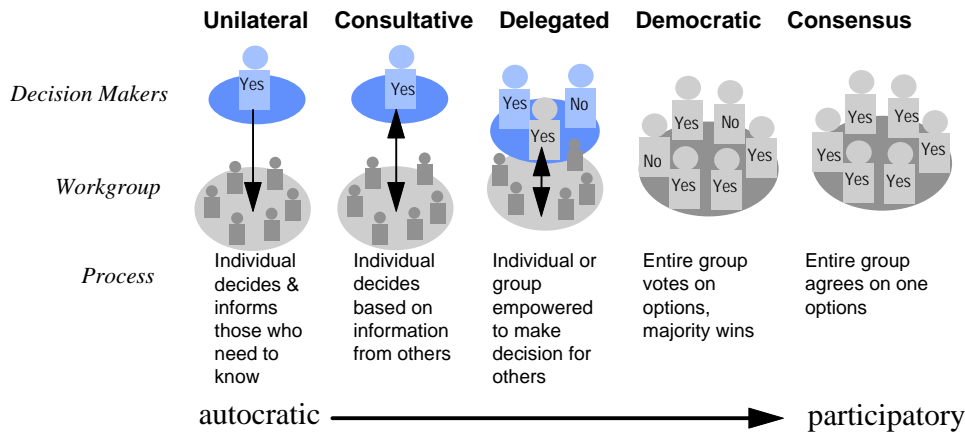 Unilateral Consultative Delegated Democratic Consensus
Decision Makers
Yes
Yes
Yes No
Yes
Yes No
No Yes
Yes Yes
Yes Yes
Yes Yes
Yes Yes
Workgroup
Process
Individual
decides &
informs
those who
need to
know
Individual
decides
based on
information
from others
Individual or
group
empowered
to make
decision for
others
Entire group
votes on
options,
majority wins
Entire group
agrees on one
options
autocratic participatory